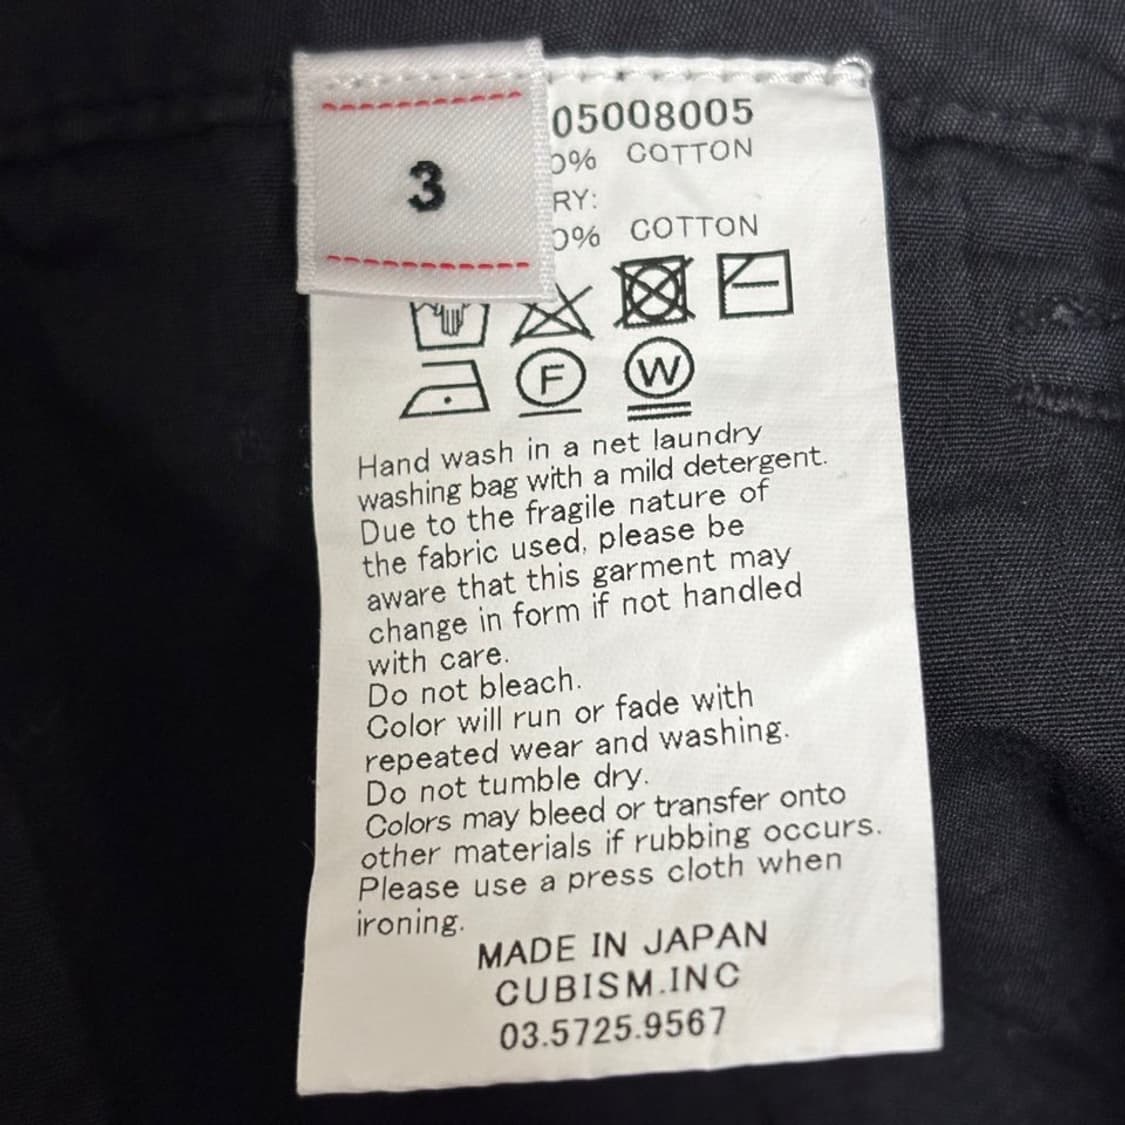 3
05008005
0% COTTON
RY:
0% COTTON
F
W
Hand wash in a net laundry
washing bag with a mild detergent.
Due to the fragile nature of
the fabric used, please be
aware that this garment may
change in form if not handled
with care.
Do not bleach.
Color will run or fade with
repeated wear and washing.
Do not tumble dry.
Colors may bleed or transfer onto
other materials if rubbing occurs.
Please use a press cloth when
ironing.
MADE IN JAPAN
CUBISM.INC
03.5725.9567